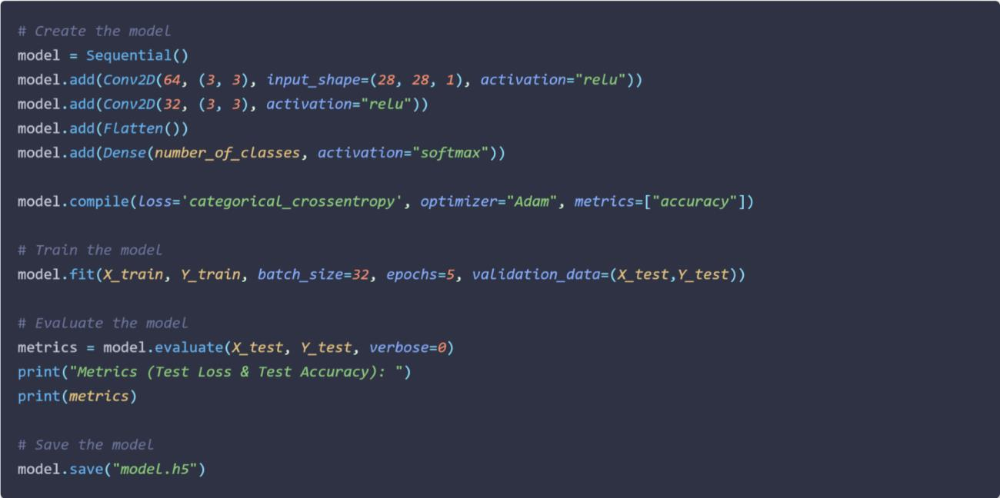 # Create the model
model = Sequential()
model.add(Conv2D(64, (3, 3), input_shape=(28, 28, 1), activation="relu"))
model.add(Conv2D(32, (3, 3), activation="relu"))
model.add(Flatten())
model.add(Dense(number_of_classes, activation="softmax"))
model.compile(loss='categorical_crossentropy', optimizer="Adam", metrics=["accuracy"])
# Train the model
model.fit(X_train, Y_train, batch_size=32, epochs=5, validation_data=(X_test,Y_test))
# Evaluate the model
metrics = model.evaluate(X_test, Y_test, verbose=0)
print("Metrics (Test Loss & Test Accuracy): ")
print(metrics)
# Save the model
model.save("model.h5")